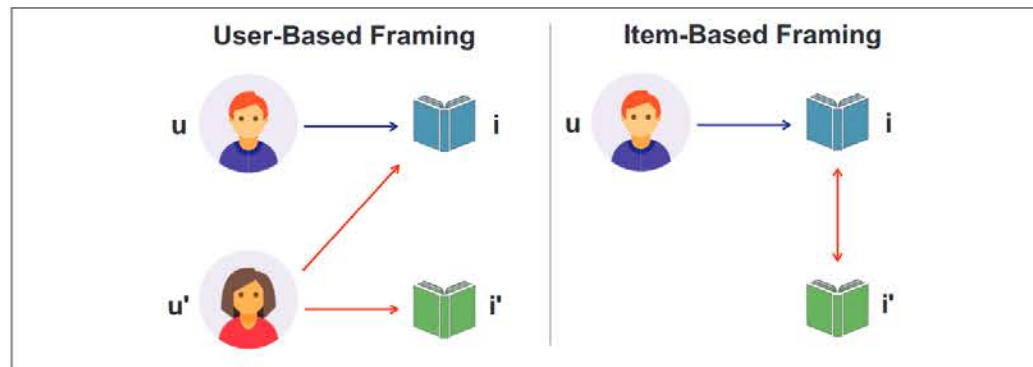 User-Based Framing
u
i
u'
i'
Item-Based Framing
u
i
i'